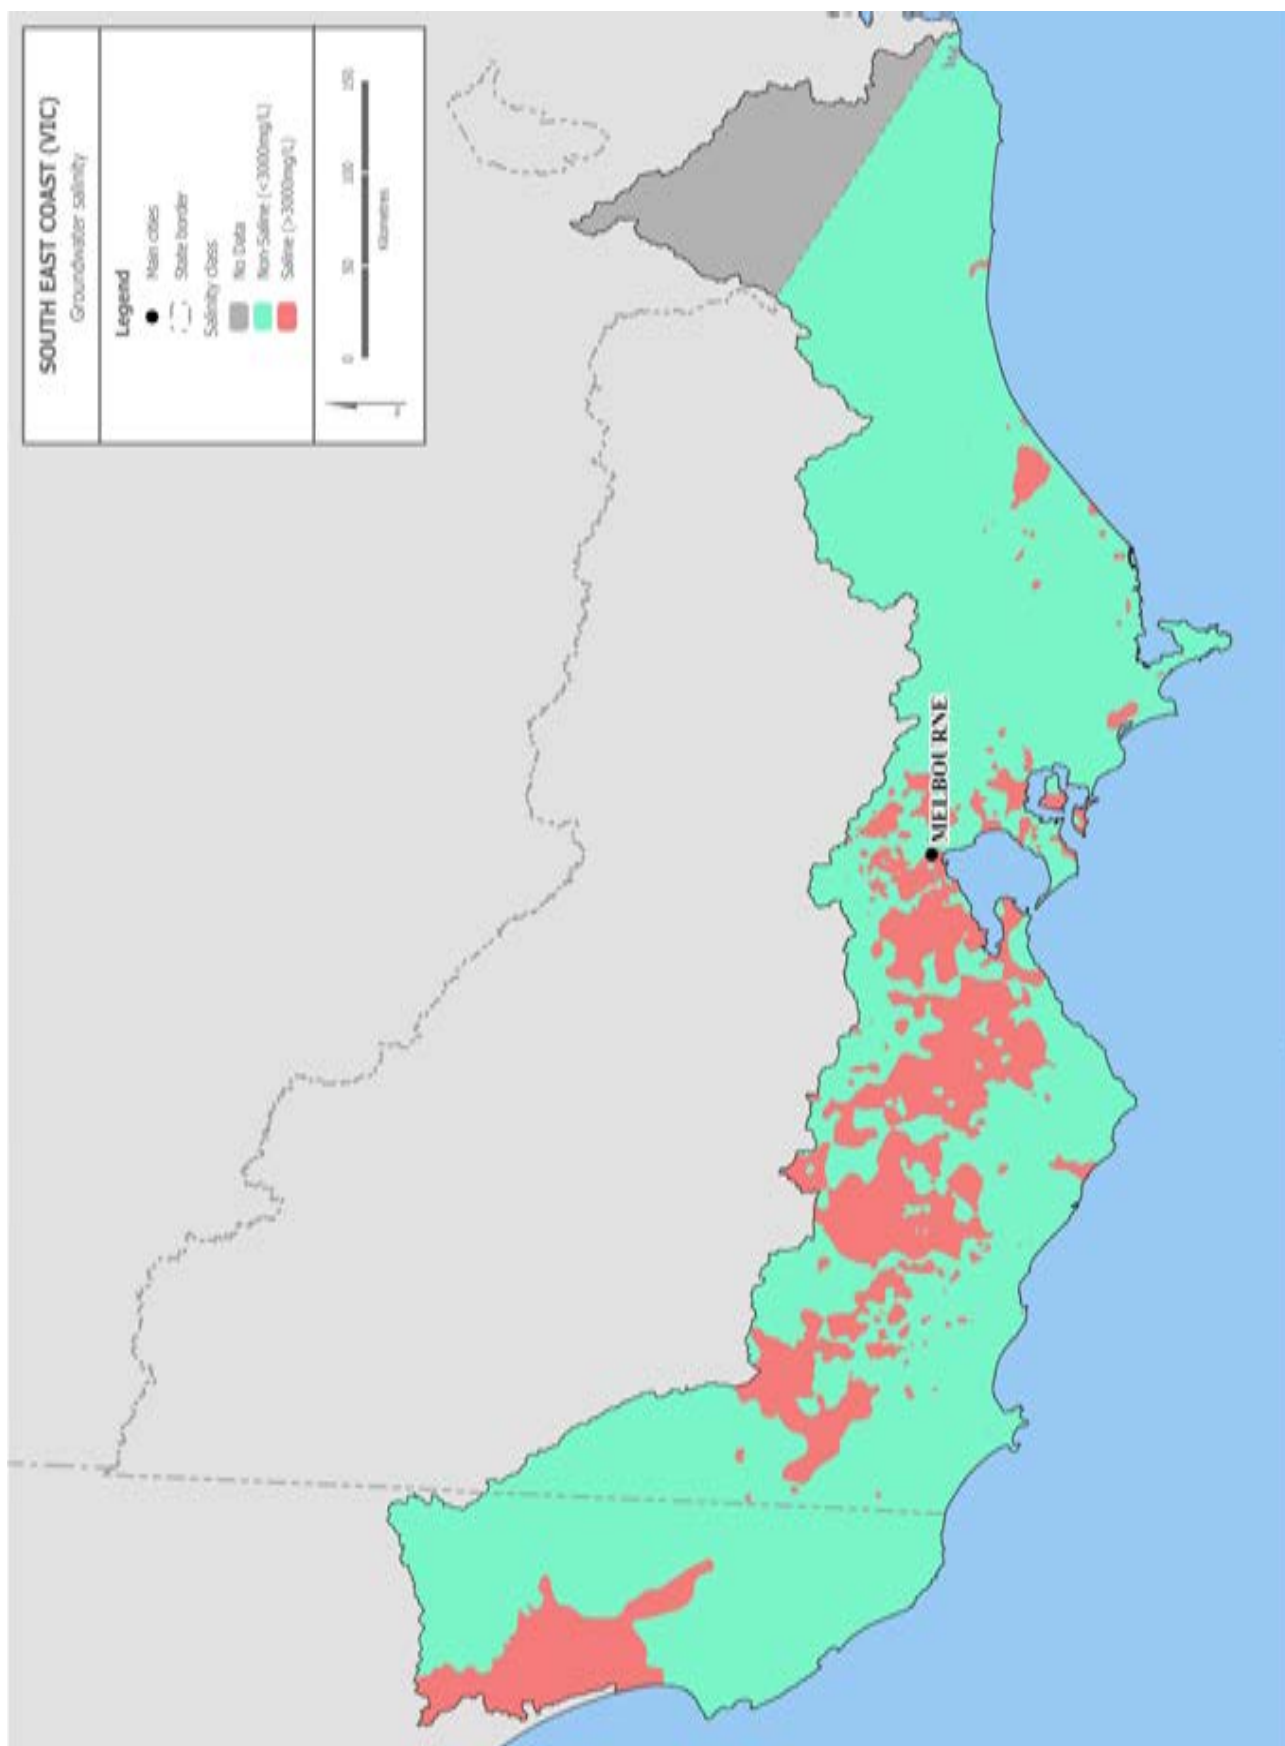 SOUTH EAST COAST (VIC)
Groundwater salinity
Legend
Main cities
State border
Salinity class
No Data
Non-Saline (<3000mg/L)
Saline (>3000mg/L)
0 50 100 150
Kilometres
MELBOURNE